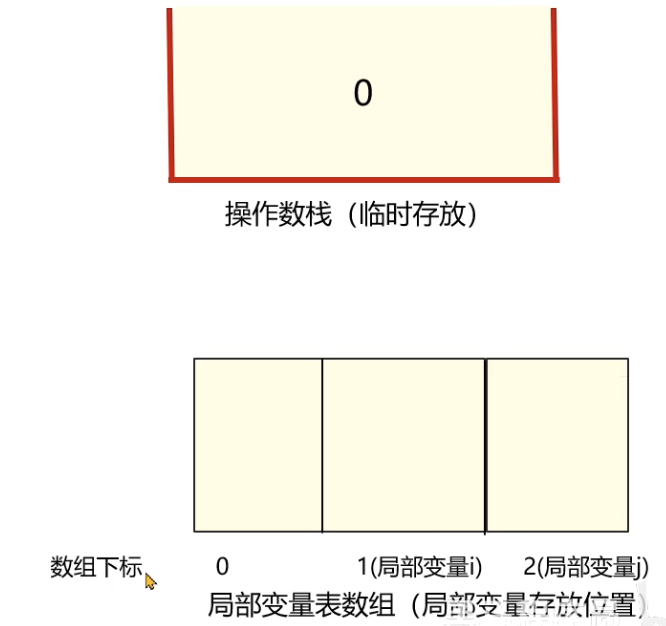 0
操作数栈（临时存放）
数组下标 0 1(局部变量i) 2(局部变量j)
局部变量表数组（局部变量存放位置）